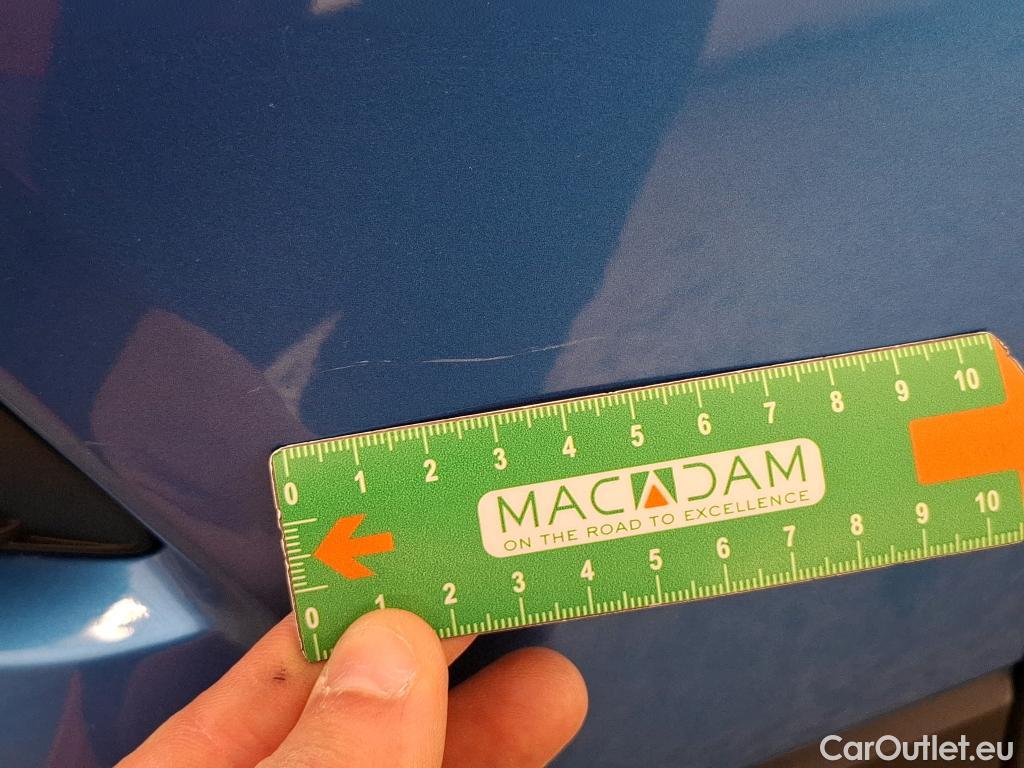 0 1 2 3 4 5 6 7 8 9 10
MACADAM
ON THE ROAD TO EXCELLENCE
0 1 2 3 4 5 6 7 8 9 10
CarOutlet.eu